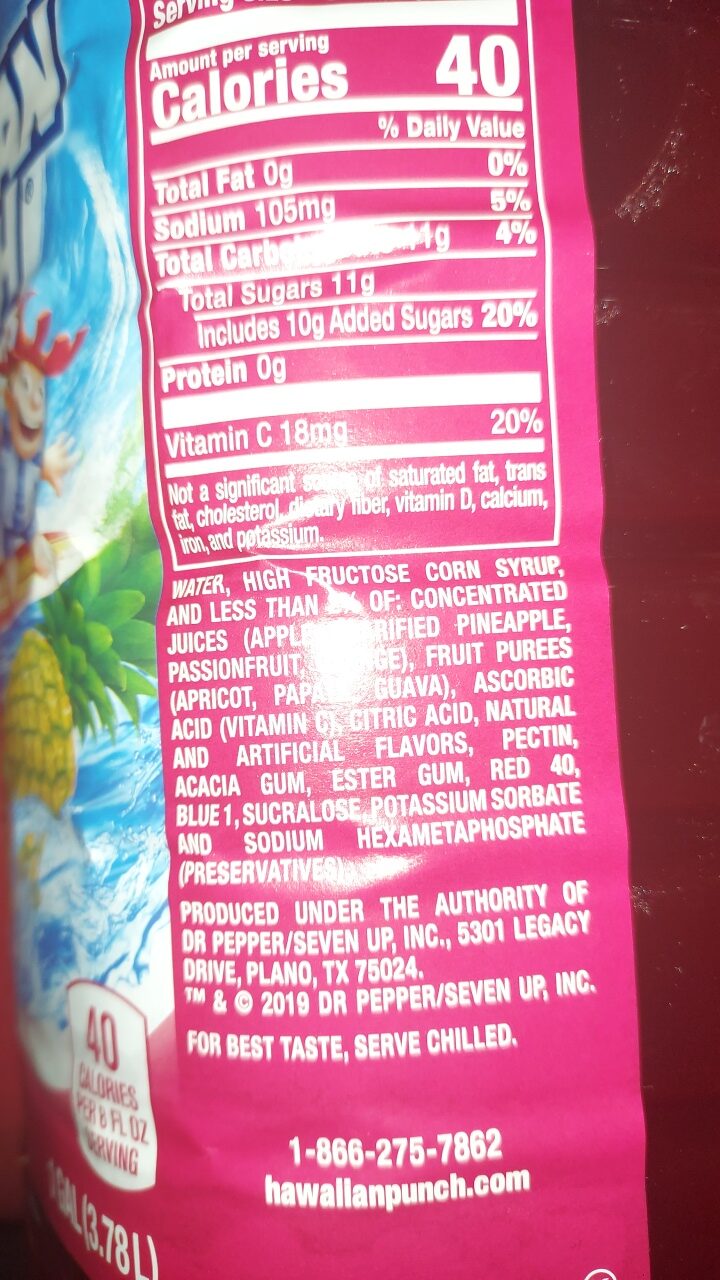 Serving
Amount per serving
Calories 40
% Daily Value
Total Fat 0g 0%
Sodium 105mg 5%
Total 11g 4%
Total Sugars 11g
Includes 10g Added Sugars 20%
Protein 0g
Vitamin C 18mg 20%
Not a significant of saturated fat, trans
fat, cholesterol, dietary fiber, vitamin D, calcium,
iron, and potassium.
WATER, HIGH FRUCTOSE CORN SYRUP,
AND LESS THAN OF: CONCENTRATED
JUICES PINEAPPLE,
PASSIONFRUIT, FRUIT PUREES
(APRICOT, GUAVA), ASCORBIC
ACID (VITAMIN C), CITRIC ACID, NATURAL
AND ARTIFICIAL FLAVORS, PECTIN,
ACACIA GUM, ESTER GUM, RED 40,
BLUE 1, SUCRALOSE, POTASSIUM SORBATE
AND SODIUM HEXAMETAPHOSPHATE
(PRESERVATIVES).
PRODUCED UNDER THE AUTHORITY OF
DR PEPPER/SEVEN UP, INC., 5301 LEGACY
DRIVE, PLANO, TX 75024.
TM & © 2019 DR PEPPER/SEVEN UP, INC.
FOR BEST TASTE, SERVE CHILLED.
1-866-275-7862
hawaiianpunch.com
40
CALORIES
PER 8 FL OZ
SERVING
1 GAL (3.78 L)